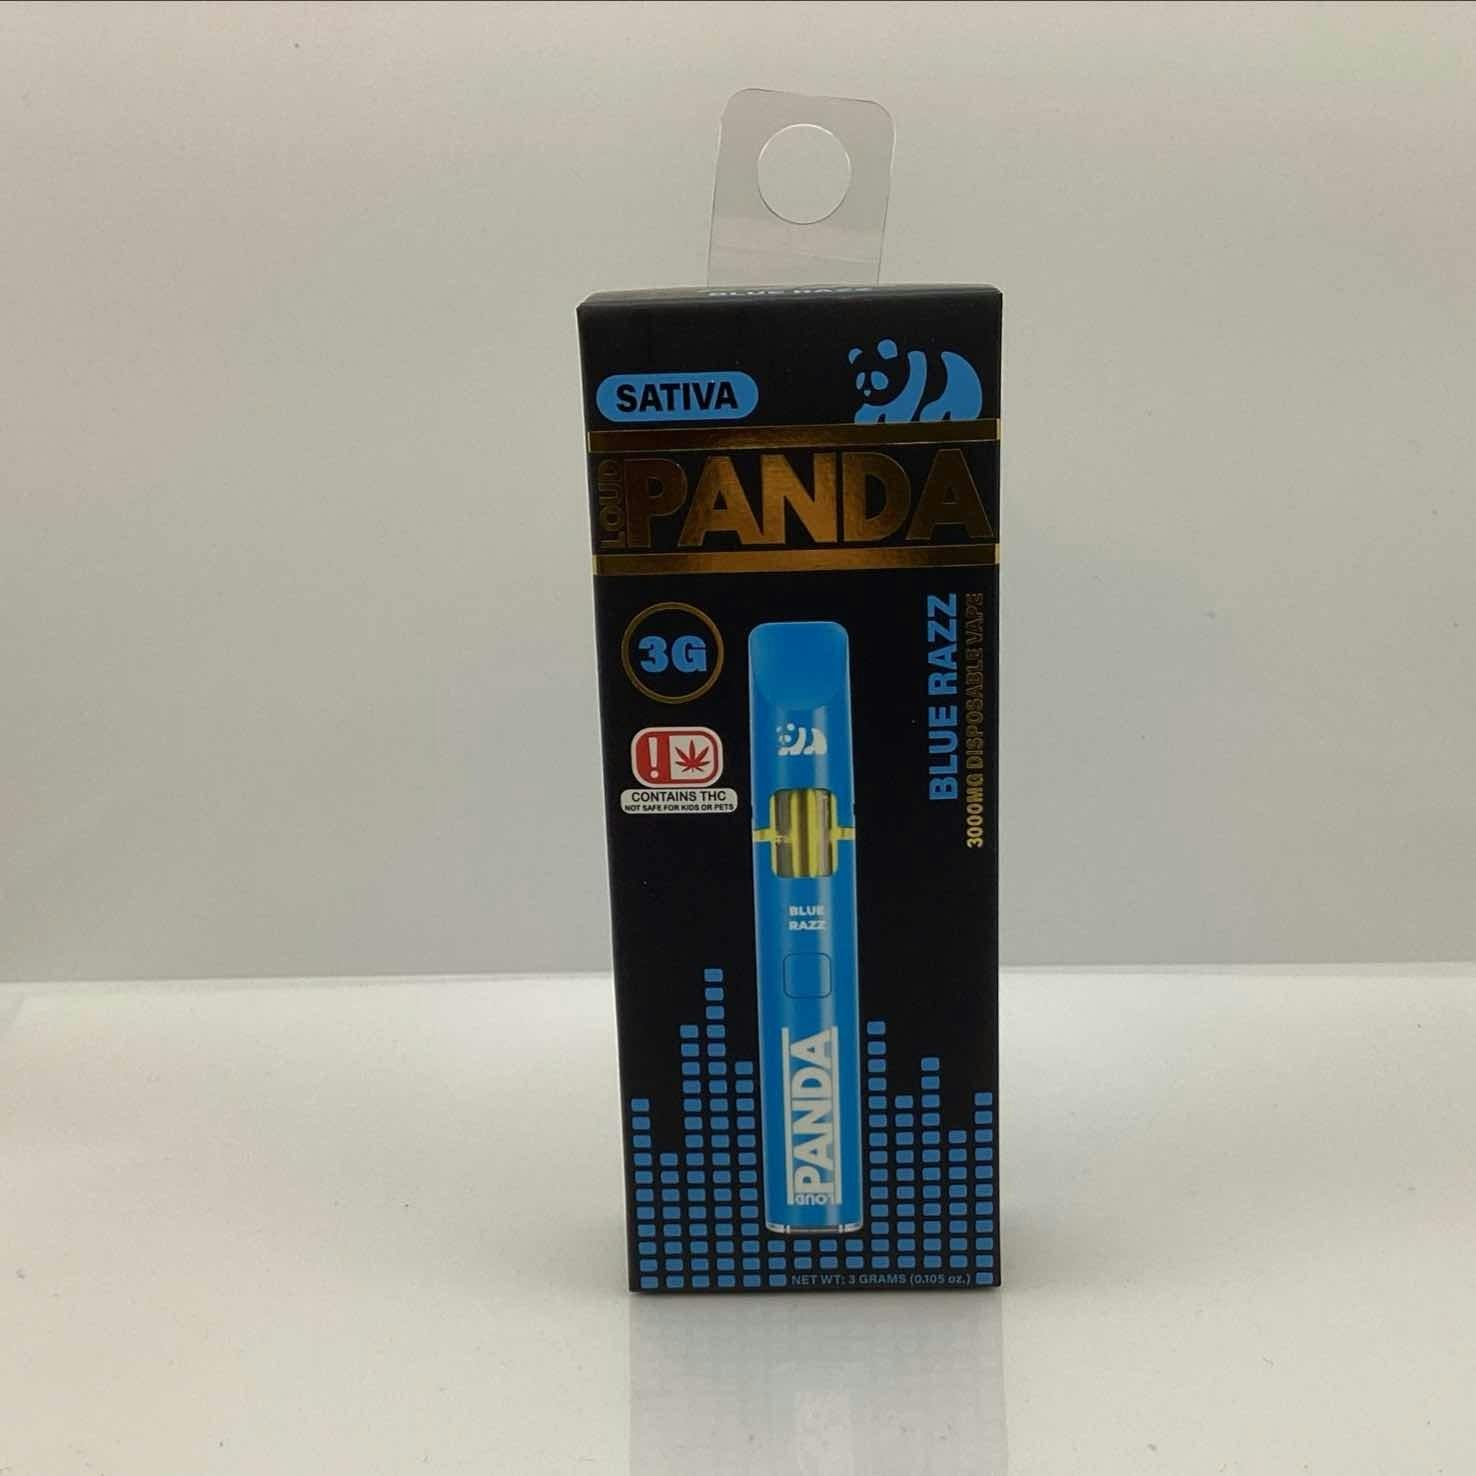 BLUE RAZZ
SATIVA
LOUD PANDA
3G
BLUE RAZZ
3000MG DISPOSABLE VAPE
!
CONTAINS THC
NOT SAFE FOR KIDS OR PETS
BLUE
RAZZ
LOUD PANDA
NET WT: 3 GRAMS (0.105 oz.)